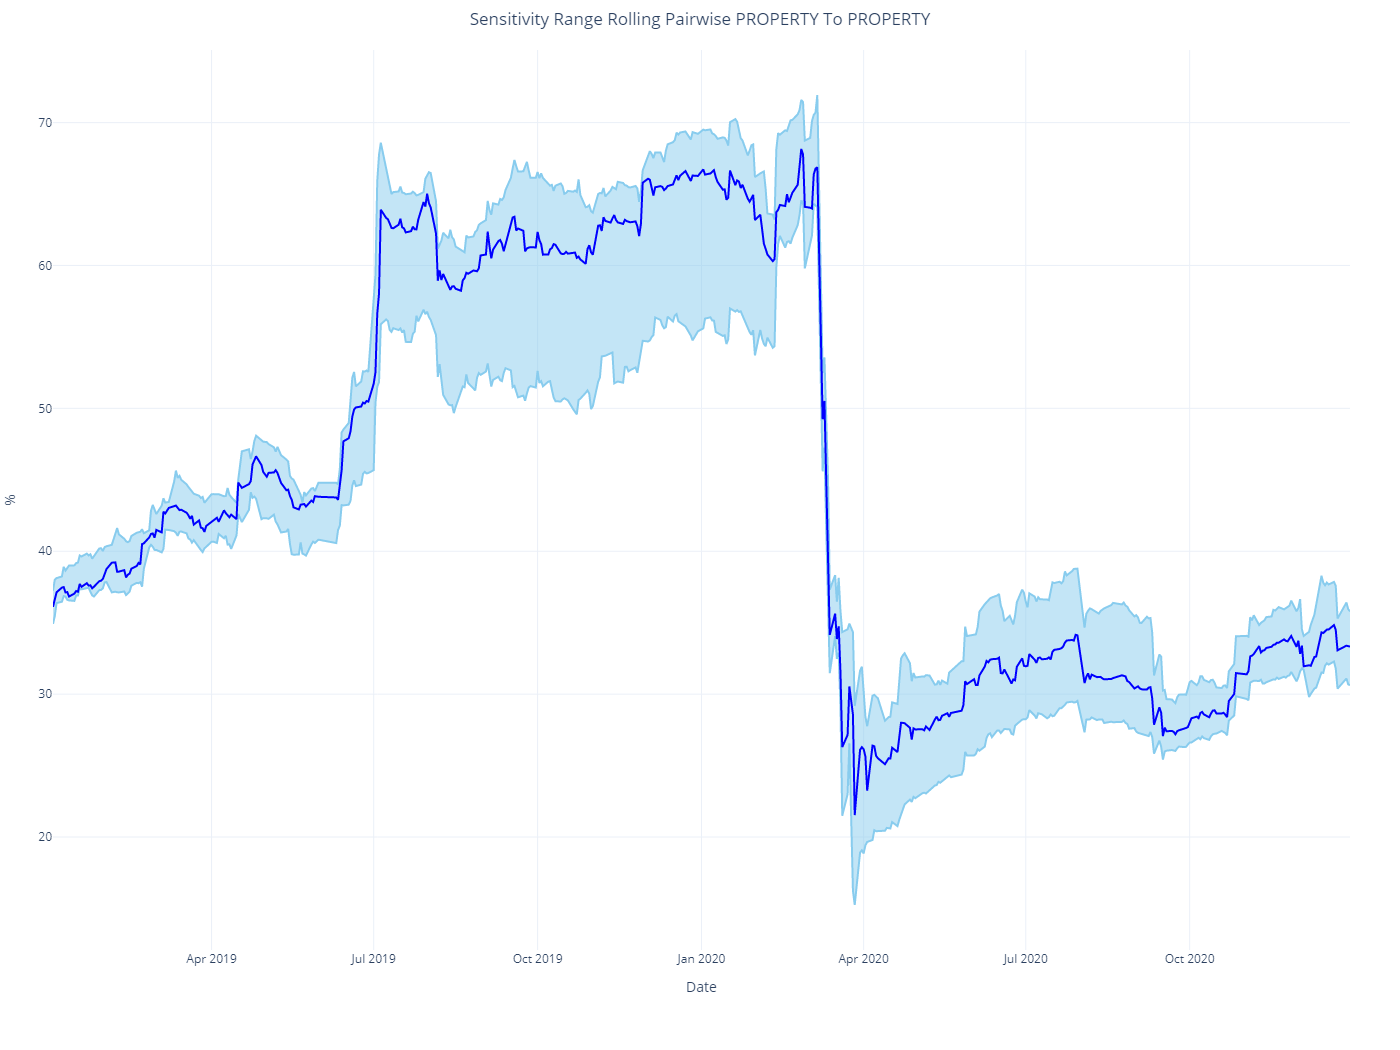 Sensitivity Range Rolling Pairwise PROPERTY To PROPERTY
70
60
50
40
30
20
%
Apr 2019
Jul 2019
Oct 2019
Jan 2020
Apr 2020
Jul 2020
Oct 2020
Date